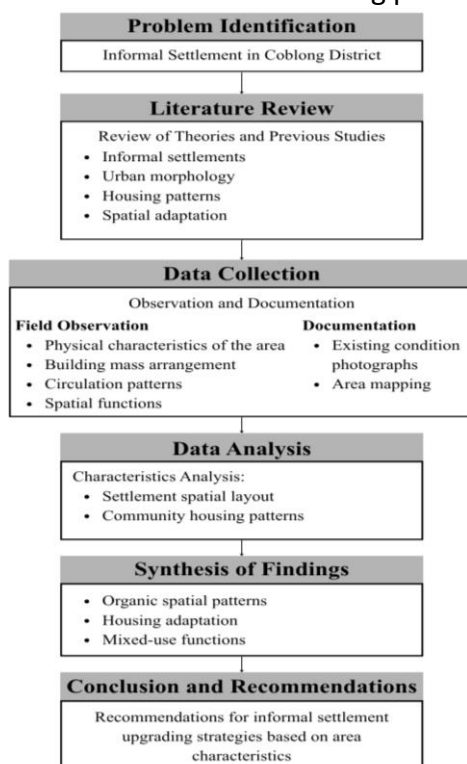 Problem Identification
Informal Settlement in Coblong District
Literature Review
Review of Theories and Previous Studies
• Informal settlements
• Urban morphology
• Housing patterns
• Spatial adaptation
Data Collection
Observation and Documentation
Field Observation
• Physical characteristics of the area
• Building mass arrangement
• Circulation patterns
• Spatial functions
Documentation
• Existing condition
photographs
• Area mapping
Data Analysis
Characteristics Analysis:
• Settlement spatial layout
• Community housing patterns
Synthesis of Findings
• Organic spatial patterns
• Housing adaptation
• Mixed-use functions
Conclusion and Recommendations
Recommendations for informal settlement
upgrading strategies based on area
characteristics